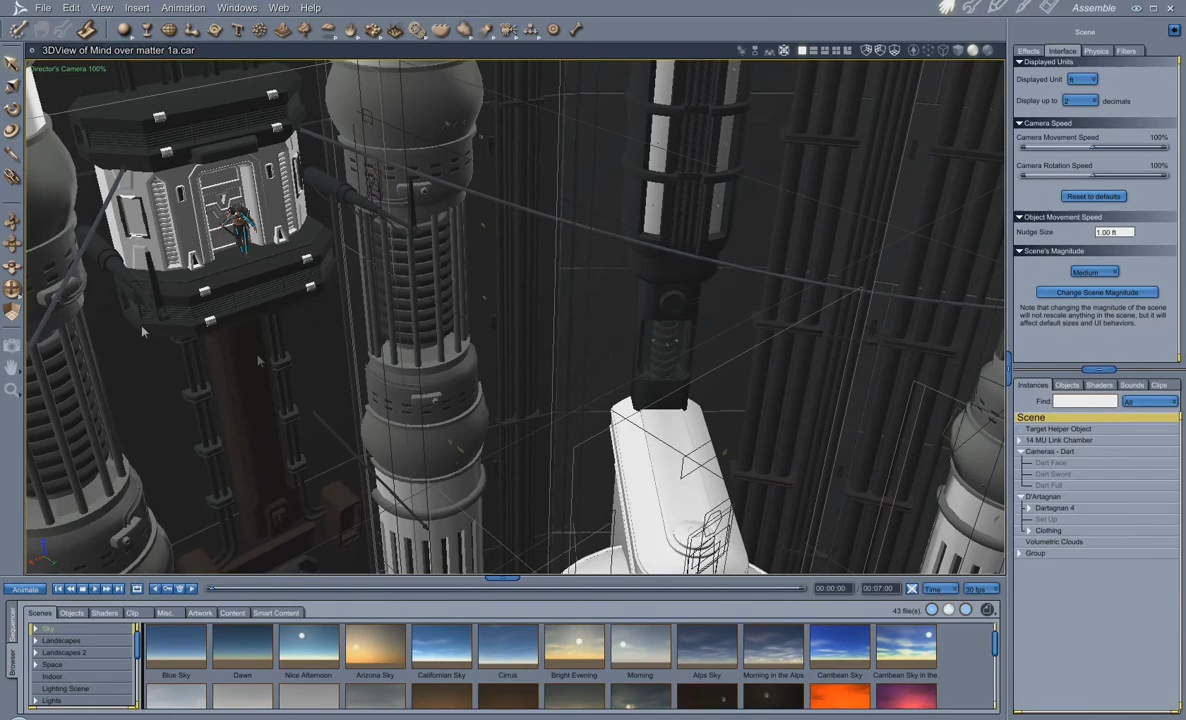 File Edit View Insert Animation Windows Web Help
Assemble
3DView of Mind over matter 1a.car
Director's Camera 100%
Scene
Effects Interface Physics Filters
Displayed Units
Displayed Unit ft
Display up to 2 decimals
Camera Speed
Camera Movement Speed 100%
Camera Rotation Speed 100%
Reset to defaults
Object Movement Speed
Nudge Size 1.00 ft
Scene's Magnitude
Medium
Change Scene Magnitude
Note that changing the magnitude of the scene
will not rescale anything in the scene, but it will
affect default sizes and UI behaviors.
Instances Objects Shaders Sounds Clips
Find: All
Scene
Target Helper Object
14 MU Link Chamber
Cameras - Dart
Dart Face
Dart Sword
Dart Full
D'Artagnan
Dartagnan 4
Set Up
Clothing
Volumetric Clouds
Group
Animate 00:00:00 00:07:00 Time 30 fps
Sequencer
Browser
Scenes Objects Shaders Clip Misc. Artwork Content Smart Content 43 file(s).
Sky
Landscapes
Landscapes 2
Space
Indoor
Lighting Scene
Lights
Blue Sky Dawn Nice Afternoon Arizona Sky Californian Sky Cirrus Bright Evening Morning Alps Sky Morning in the Alps Carribean Sky Carribean Sky in the